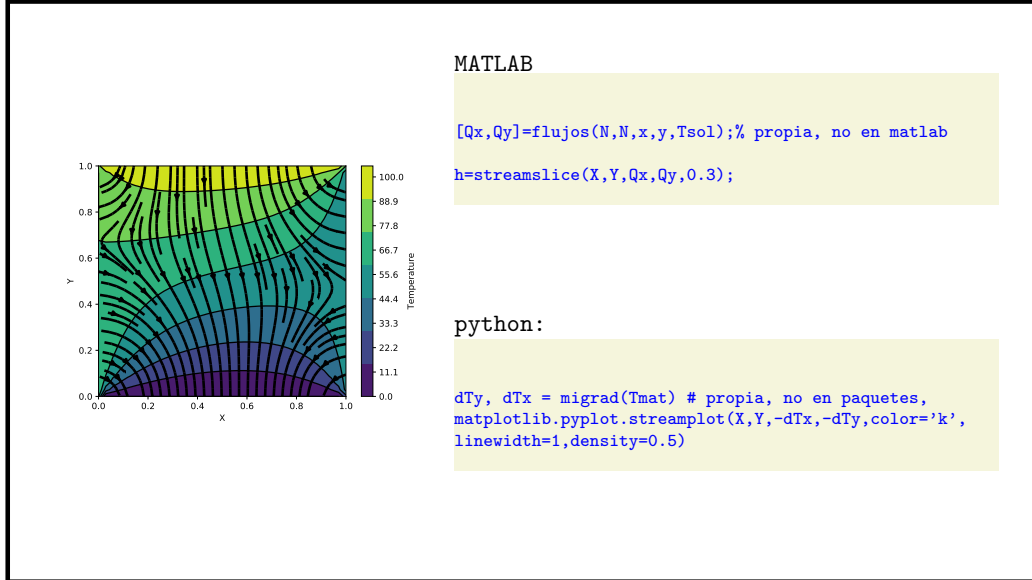 MATLAB
[Qx,Qy]=flujos(N,N,x,y,Tsol);% propia, no en matlab
h=streamslice(X,Y,Qx,Qy,0.3);
1.0
0.8
0.6
0.4
0.2
0.0
Y
0.0 0.2 0.4 0.6 0.8 1.0
X
100.0
88.9
77.8
66.7
55.6
44.4
33.3
22.2
11.1
0.0
Temperature
python:
dTy, dTx = migrad(Tmat) # propia, no en paquetes,
matplotlib.pyplot.streamplot(X,Y,-dTx,-dTy,color=’k’,
linewidth=1,density=0.5)